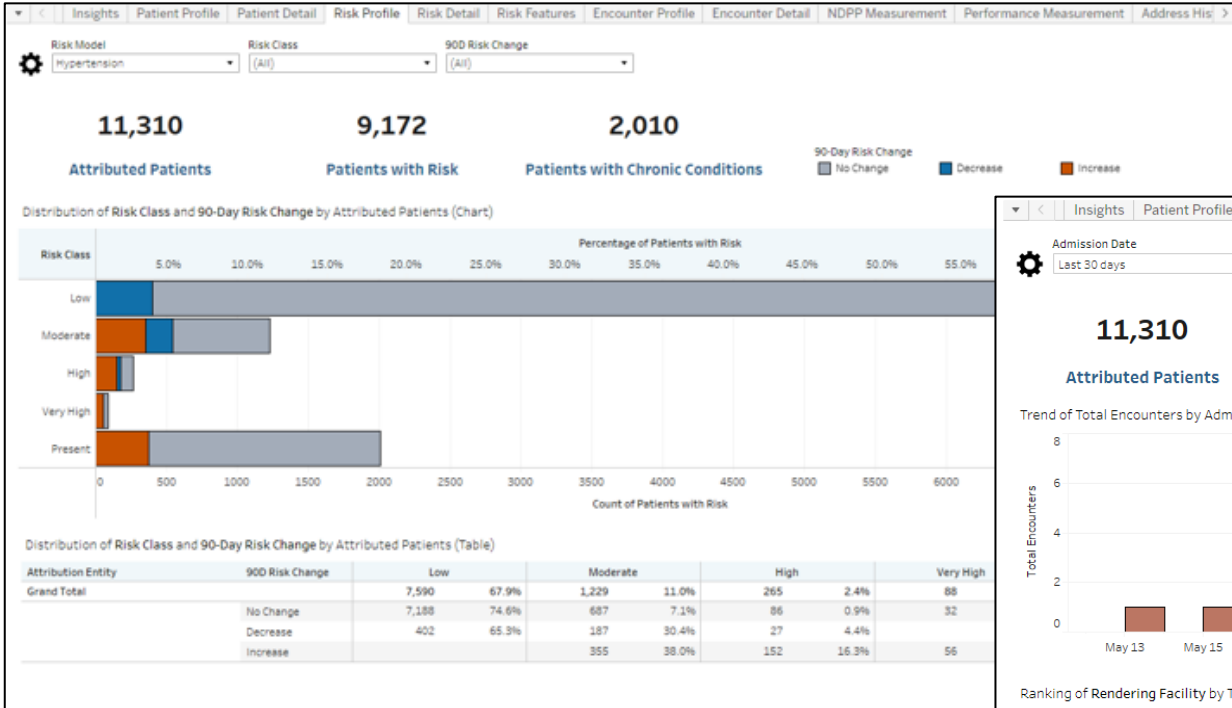 Insights Patient Profile Patient Detail Risk Profile Risk Detail Risk Features Encounter Profile Encounter Detail NDPP Measurement Performance Measurement Address His
Risk Model Risk Class 90D Risk Change
Hypertension (All) (All)
11,310 9,172 2,010
Attributed Patients Patients with Risk Patients with Chronic Conditions
90-Day Risk Change
No Change Decrease Increase
Distribution of Risk Class and 90-Day Risk Change by Attributed Patients (Chart)
Percentage of Patients with Risk
Risk Class
5.0% 10.0% 15.0% 20.0% 25.0% 30.0% 35.0% 40.0% 45.0% 50.0% 55.0%
Low
Moderate
High
Very High
Present
0 500 1000 1500 2000 2500 3000 3500 4000 4500 5000 5500 6000
Count of Patients with Risk
Distribution of Risk Class and 90-Day Risk Change by Attributed Patients (Table)
Attribution Entity 90D Risk Change Low Moderate High Very High
Grand Total 7,590 67.9% 1,229 11.0% 265 2.4% 88
No Change 7,188 74.6% 687 7.1% 86 0.9% 32
Decrease 402 65.3% 187 30.4% 27 4.4%
Increase 355 38.0% 152 16.3% 56
Insights Patient Profile
Admission Date
Last 30 days
11,310
Attributed Patients
Trend of Total Encounters by Adm
8
6
4
2
0
Total Encounters
May 13 May 15
Ranking of Rendering Facility by T